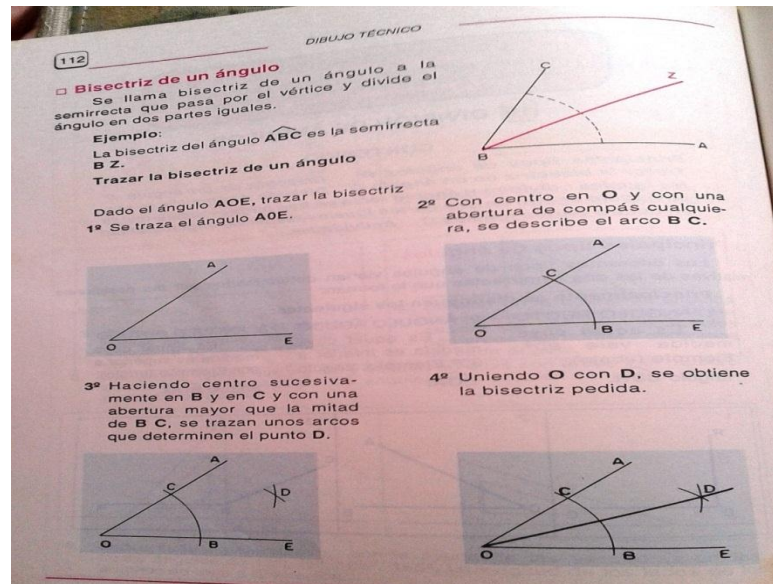 112
DIBUJO TÉCNICO
□ Bisectriz de un ángulo
Se llama bisectriz de un ángulo a la
semirrecta que pasa por el vértice y divide el
ángulo en dos partes iguales.
Ejemplo:
La bisectriz del ángulo ABC es la semirrecta
B Z.
Trazar la bisectriz de un ángulo
C
Z
B
A
Dado el ángulo AOE, trazar la bisectriz
1º Se traza el ángulo AOE.
A
O
E
2º Con centro en O y con una
abertura de compás cualquie-
ra, se describe el arco B C.
A
C
O
B
E
3º Haciendo centro sucesiva-
mente en B y en C y con una
abertura mayor que la mitad
de B C, se trazan unos arcos
que determinen el punto D.
A
C
D
O
B
E
4º Uniendo O con D, se obtiene
la bisectriz pedida.
A
C
D
O
B
E